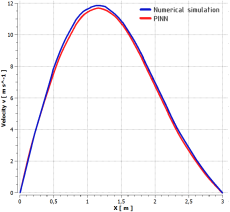 12
Numerical simulation
PINN
10
8
6
4
2
0
Velocity v [ m s^-1 ]
0 0,5 1 1,5 2 2,5 3
X [ m ]